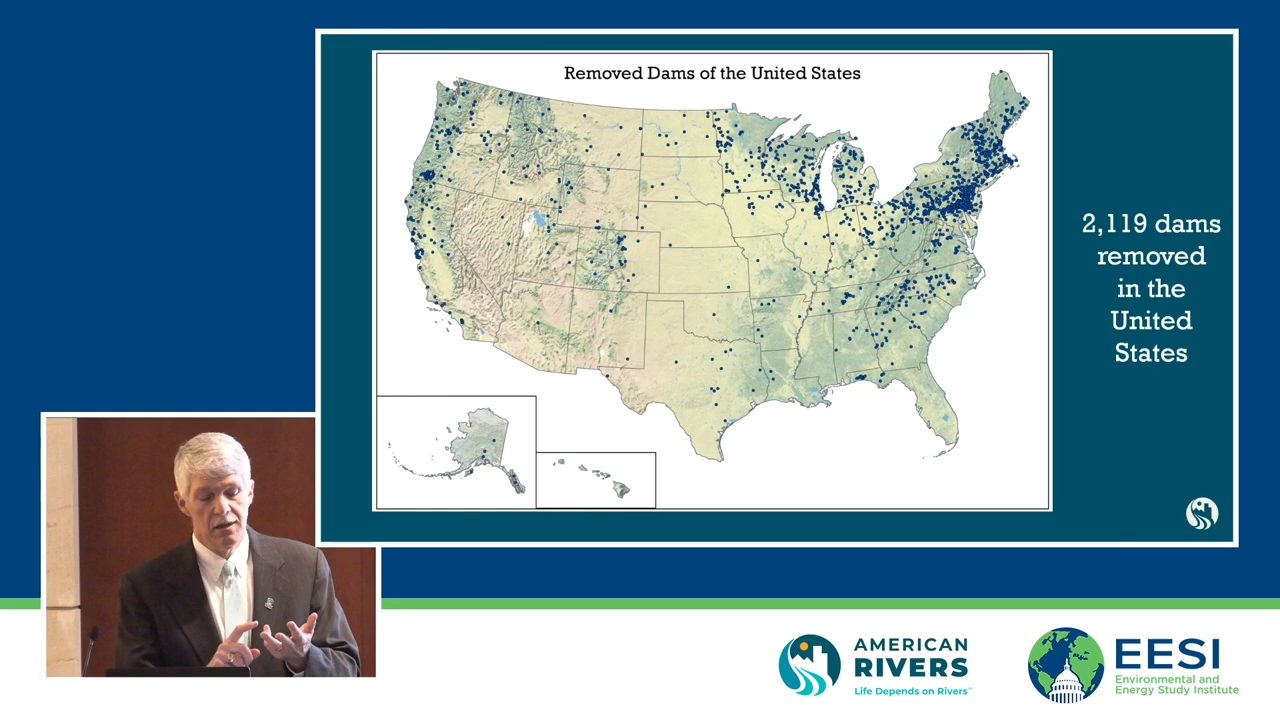 Removed Dams of the United States
2,119 dams
removed
in the
United
States
AMERICAN
RIVERS
Life Depends on Rivers™
EESI
Environmental and
Energy Study Institute